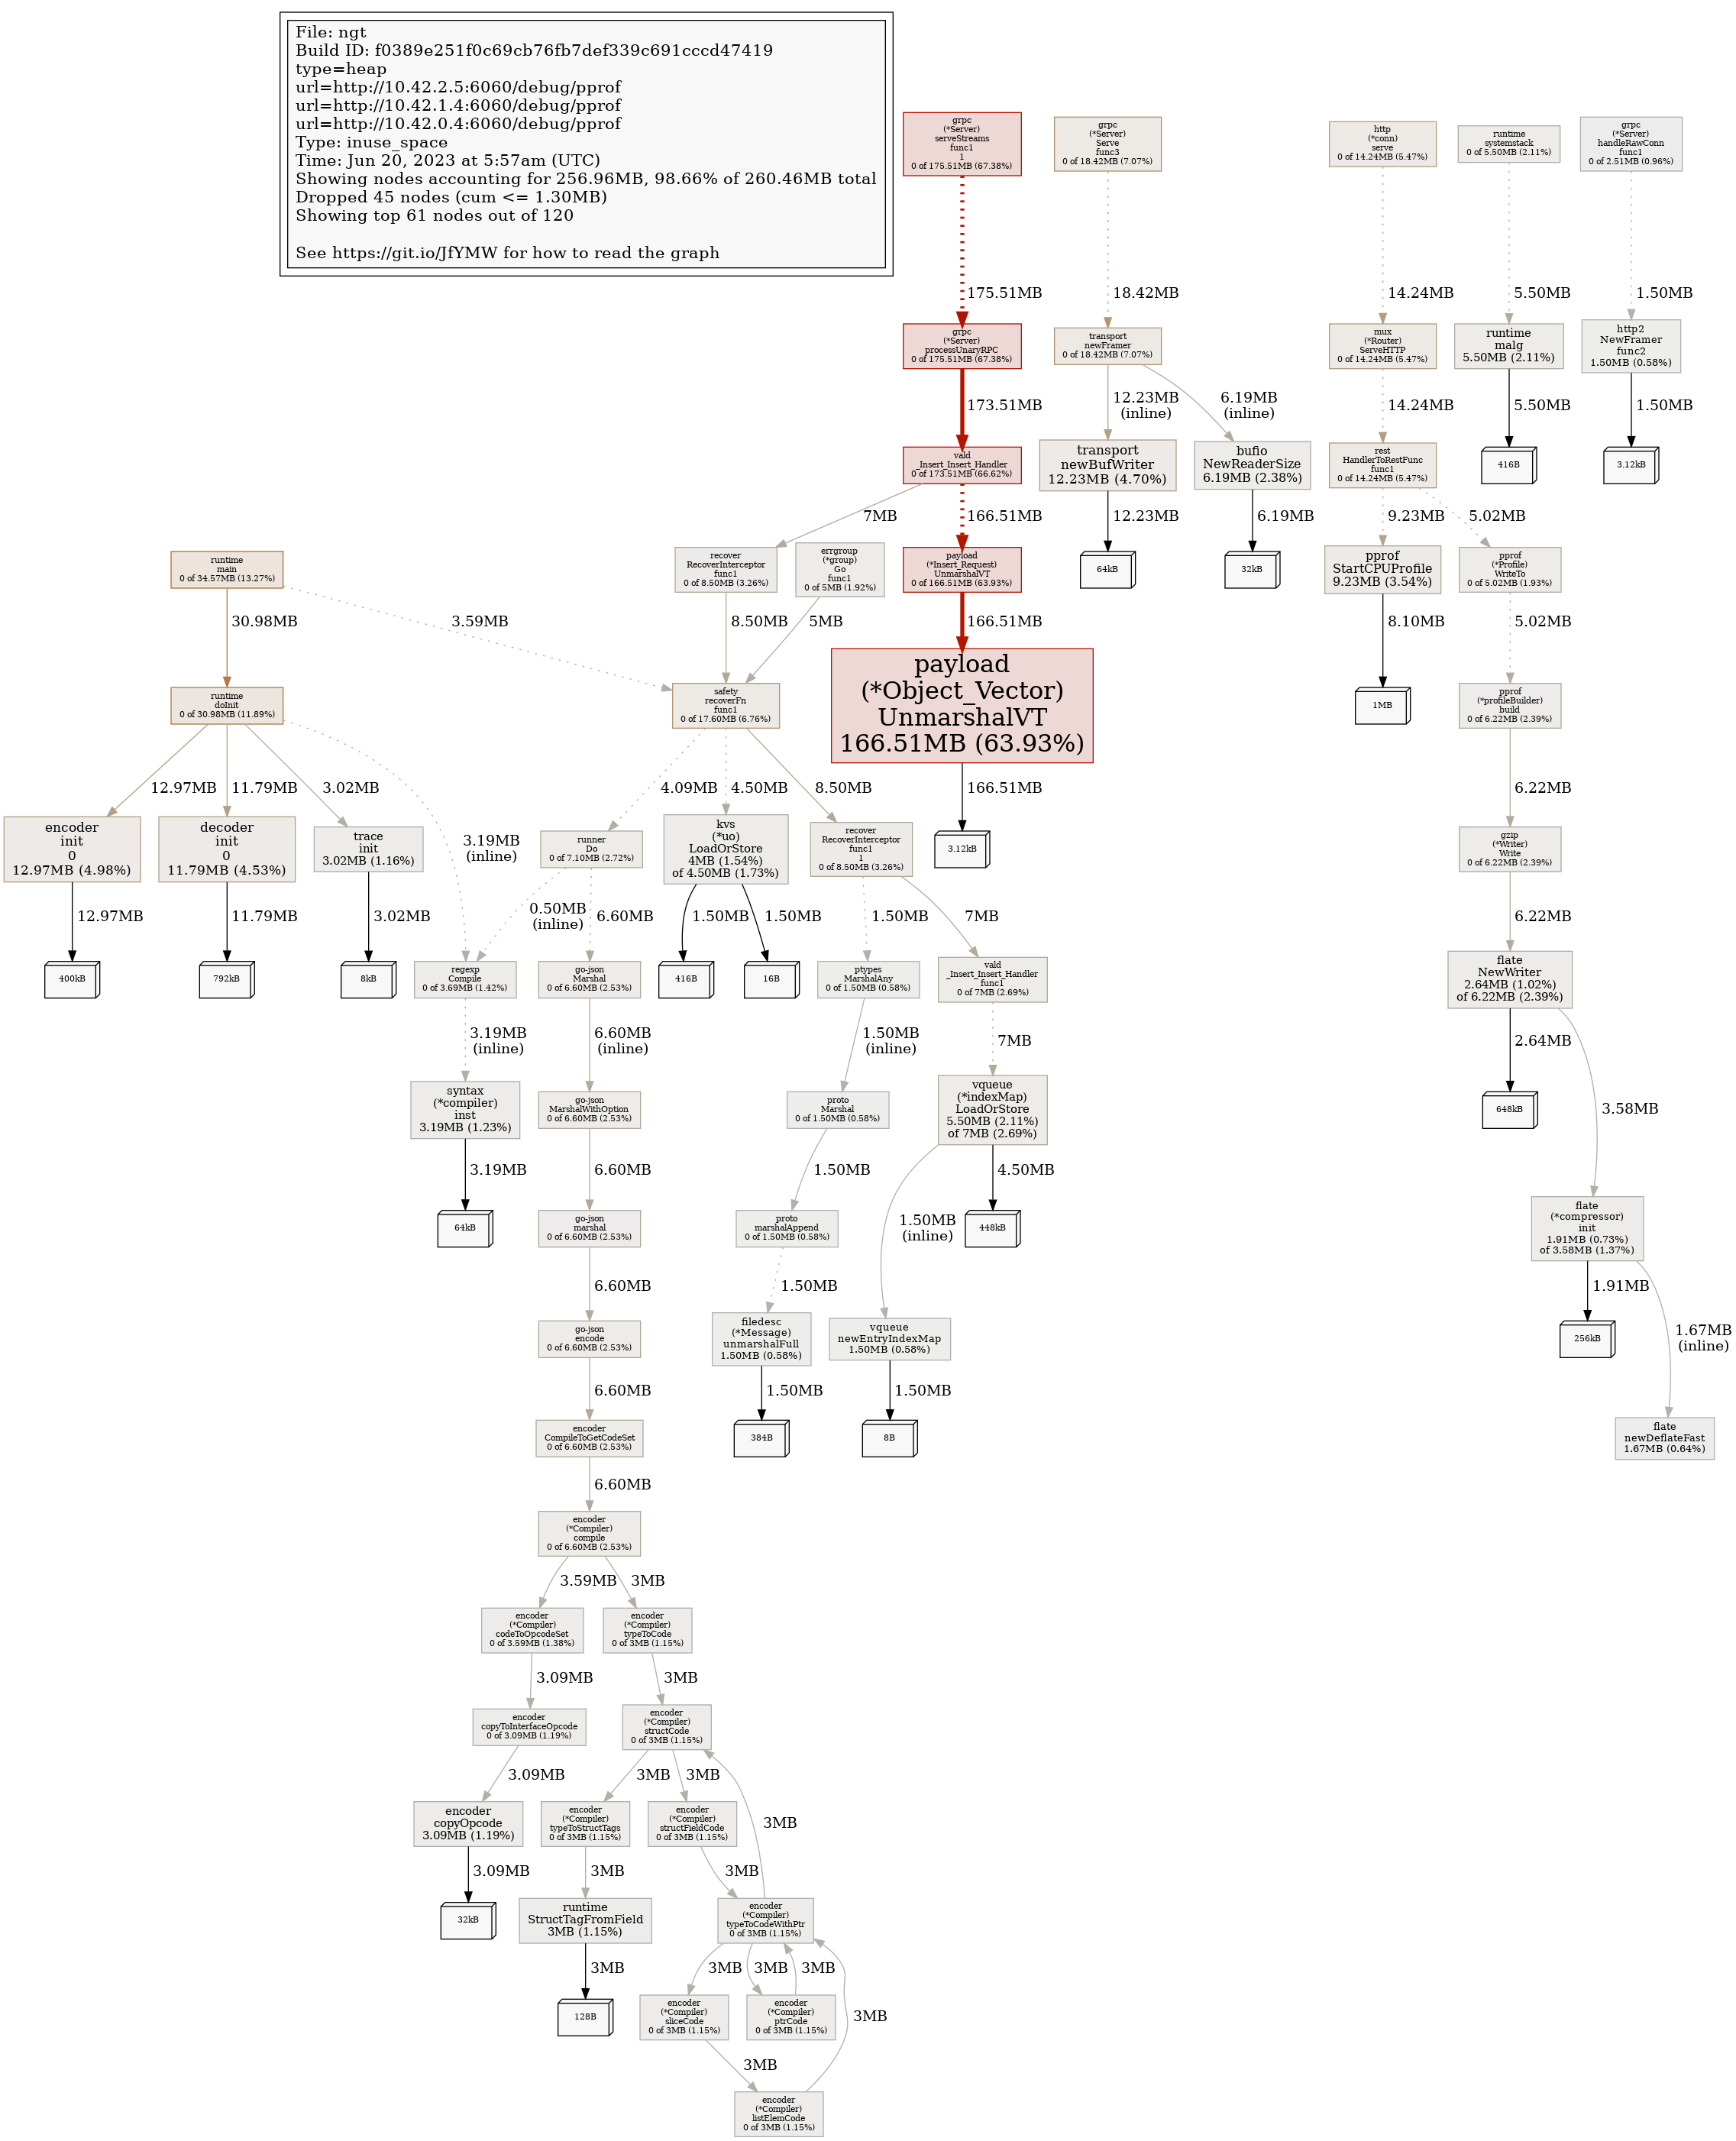 File: ngt
Build ID: f0389e251f0c69cb76fb7def339c691cccd47419
type=heap
url=http://10.42.2.5:6060/debug/pprof
url=http://10.42.1.4:6060/debug/pprof
url=http://10.42.0.4:6060/debug/pprof
Type: inuse_space
Time: Jun 20, 2023 at 5:57am (UTC)
Showing nodes accounting for 256.96MB, 98.66% of 260.46MB total
Dropped 45 nodes (cum <= 1.30MB)
Showing top 61 nodes out of 120
See https://git.io/JfYMW for how to read the graph
grpc
(*Server)
serveStreams
func1
1
0 of 175.51MB (67.38%)
grpc
(*Server)
Serve
func3
0 of 18.42MB (7.07%)
http
(*conn)
serve
0 of 14.24MB (5.47%)
runtime
systemstack
0 of 5.50MB (2.11%)
grpc
(*Server)
handleRawConn
func1
0 of 2.51MB (0.96%)
175.51MB
18.42MB
14.24MB
5.50MB
1.50MB
grpc
(*Server)
processUnaryRPC
0 of 175.51MB (67.38%)
transport
newFramer
0 of 18.42MB (7.07%)
mux
(*Router)
ServeHTTP
0 of 14.24MB (5.47%)
runtime
malg
5.50MB (2.11%)
http2
NewFramer
func2
1.50MB (0.58%)
173.51MB
12.23MB
(inline)
6.19MB
(inline)
14.24MB
5.50MB
1.50MB
vald
_Insert_Insert_Handler
0 of 173.51MB (66.62%)
transport
newBufWriter
12.23MB (4.70%)
bufio
NewReaderSize
6.19MB (2.38%)
rest
HandlerToRestFunc
func1
0 of 14.24MB (5.47%)
416B
3.12kB
7MB
166.51MB
12.23MB
6.19MB
9.23MB
5.02MB
runtime
main
0 of 34.57MB (13.27%)
recover
RecoverInterceptor
func1
0 of 8.50MB (3.26%)
errgroup
(*group)
Go
func1
0 of 5MB (1.92%)
payload
(*Insert_Request)
UnmarshalVT
0 of 166.51MB (63.93%)
64kB
32kB
pprof
StartCPUProfile
9.23MB (3.54%)
pprof
(*Profile)
WriteTo
0 of 5.02MB (1.93%)
30.98MB
3.59MB
8.50MB
5MB
166.51MB
8.10MB
5.02MB
runtime
doInit
0 of 30.98MB (11.89%)
safety
recoverFn
func1
0 of 17.60MB (6.76%)
payload
(*Object_Vector)
UnmarshalVT
166.51MB (63.93%)
1MB
pprof
(*profileBuilder)
build
0 of 6.22MB (2.39%)
12.97MB
11.79MB
3.02MB
3.19MB
(inline)
4.09MB
4.50MB
8.50MB
166.51MB
6.22MB
encoder
init
0
12.97MB (4.98%)
decoder
init
0
11.79MB (4.53%)
trace
init
3.02MB (1.16%)
runner
Do
0 of 7.10MB (2.72%)
kvs
(*uo)
LoadOrStore
4MB (1.54%)
of 4.50MB (1.73%)
recover
RecoverInterceptor
func1
1
0 of 8.50MB (3.26%)
3.12kB
gzip
(*Writer)
Write
0 of 6.22MB (2.39%)
12.97MB
11.79MB
3.02MB
0.50MB
(inline)
6.60MB
1.50MB
1.50MB
1.50MB
7MB
6.22MB
400kB
792kB
8kB
regexp
Compile
0 of 3.69MB (1.42%)
go-json
Marshal
0 of 6.60MB (2.53%)
416B
16B
ptypes
MarshalAny
0 of 1.50MB (0.58%)
vald
_Insert_Insert_Handler
func1
0 of 7MB (2.69%)
flate
NewWriter
2.64MB (1.02%)
of 6.22MB (2.39%)
3.19MB
(inline)
6.60MB
(inline)
1.50MB
(inline)
7MB
2.64MB
3.58MB
syntax
(*compiler)
inst
3.19MB (1.23%)
go-json
MarshalWithOption
0 of 6.60MB (2.53%)
proto
Marshal
0 of 1.50MB (0.58%)
vqueue
(*indexMap)
LoadOrStore
5.50MB (2.11%)
of 7MB (2.69%)
648kB
3.19MB
6.60MB
1.50MB
1.50MB
(inline)
4.50MB
64kB
go-json
marshal
0 of 6.60MB (2.53%)
proto
marshalAppend
0 of 1.50MB (0.58%)
448kB
flate
(*compressor)
init
1.91MB (0.73%)
of 3.58MB (1.37%)
6.60MB
1.50MB
1.91MB
1.67MB
(inline)
go-json
encode
0 of 6.60MB (2.53%)
filedesc
(*Message)
unmarshalFull
1.50MB (0.58%)
vqueue
newEntryIndexMap
1.50MB (0.58%)
256kB
6.60MB
1.50MB
1.50MB
encoder
CompileToGetCodeSet
0 of 6.60MB (2.53%)
384B
8B
flate
newDeflateFast
1.67MB (0.64%)
6.60MB
encoder
(*Compiler)
compile
0 of 6.60MB (2.53%)
3.59MB
3MB
encoder
(*Compiler)
codeToOpcodeSet
0 of 3.59MB (1.38%)
encoder
(*Compiler)
typeToCode
0 of 3MB (1.15%)
3.09MB
3MB
encoder
copyToInterfaceOpcode
0 of 3.09MB (1.19%)
encoder
(*Compiler)
structCode
0 of 3MB (1.15%)
3.09MB
3MB
3MB
3MB
encoder
copyOpcode
3.09MB (1.19%)
encoder
(*Compiler)
typeToStructTags
0 of 3MB (1.15%)
encoder
(*Compiler)
structFieldCode
0 of 3MB (1.15%)
3.09MB
3MB
3MB
32kB
runtime
StructTagFromField
3MB (1.15%)
encoder
(*Compiler)
typeToCodeWithPtr
0 of 3MB (1.15%)
3MB
3MB
3MB
3MB
3MB
128B
encoder
(*Compiler)
sliceCode
0 of 3MB (1.15%)
encoder
(*Compiler)
ptrCode
0 of 3MB (1.15%)
3MB
encoder
(*Compiler)
listElemCode
0 of 3MB (1.15%)